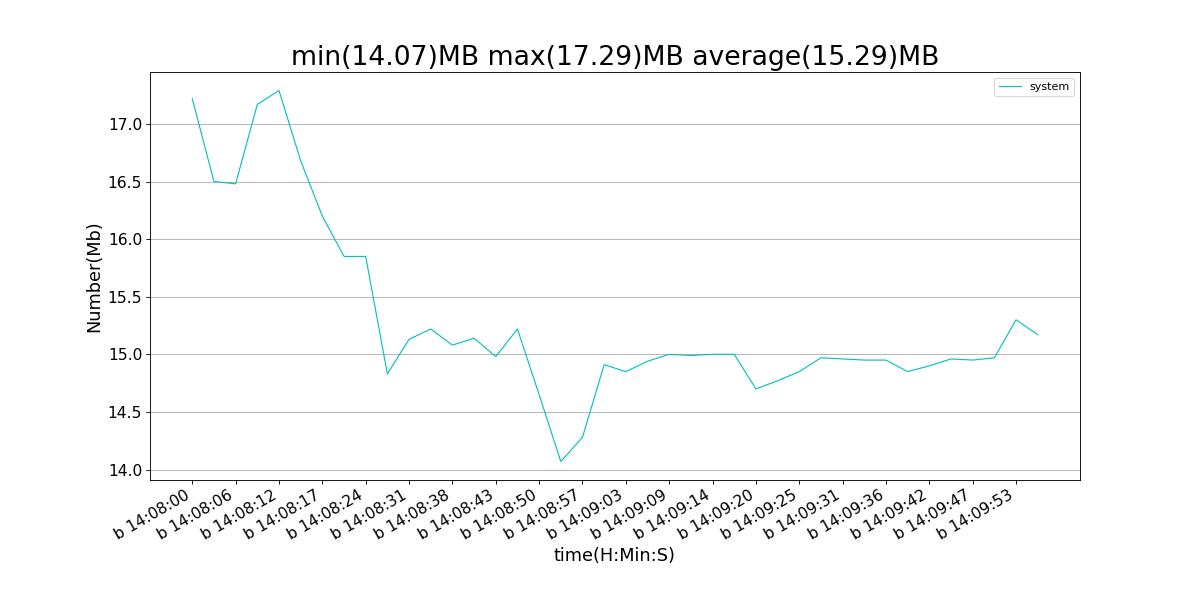 min(14.07)MB max(17.29)MB average(15.29)MB
system
17.0
16.5
16.0
15.5
15.0
14.5
14.0
Number(Mb)
b 14:08:00
b 14:08:06
b 14:08:12
b 14:08:17
b 14:08:24
b 14:08:31
b 14:08:38
b 14:08:43
b 14:08:50
b 14:08:57
b 14:09:03
b 14:09:09
b 14:09:14
b 14:09:20
b 14:09:25
b 14:09:31
b 14:09:36
b 14:09:42
b 14:09:47
b 14:09:53
time(H:Min:S)